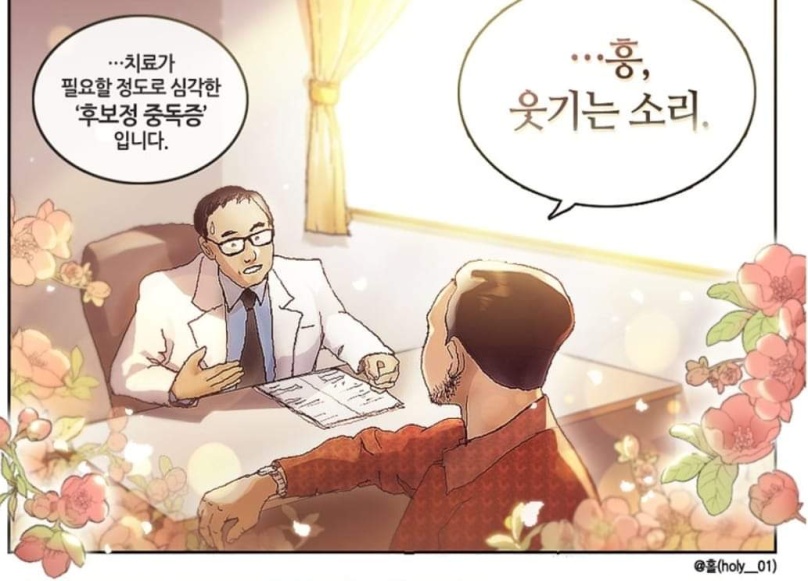 …치료가
필요할 정도로 심각한
‘후보정 중독증’
입니다.
…흥,
웃기는 소리.
@홀(holy__01)